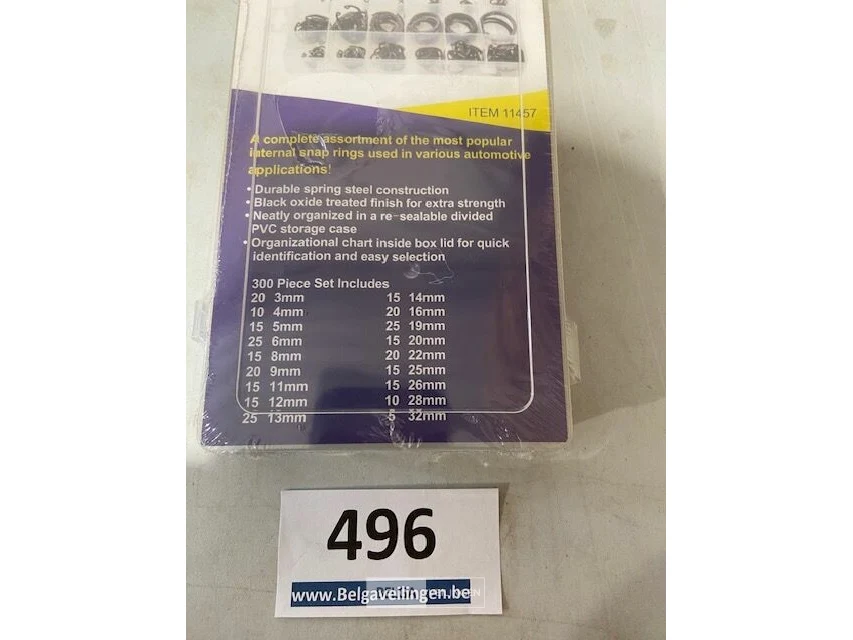 ITEM 11457
A complete assortment of the most popular
internal snap rings used in various automotive
applications!
• Durable spring steel construction
• Black oxide treated finish for extra strength
• Neatly organized in a re-sealable divided
PVC storage case
• Organizational chart inside box lid for quick
identification and easy selection
300 Piece Set Includes
20 3mm 15 14mm
10 4mm 20 16mm
15 5mm 25 19mm
25 6mm 15 20mm
15 8mm 20 22mm
20 9mm 15 25mm
15 11mm 15 26mm
15 12mm 10 28mm
25 13mm 5 32mm
496
www.Belgaveilingen.be